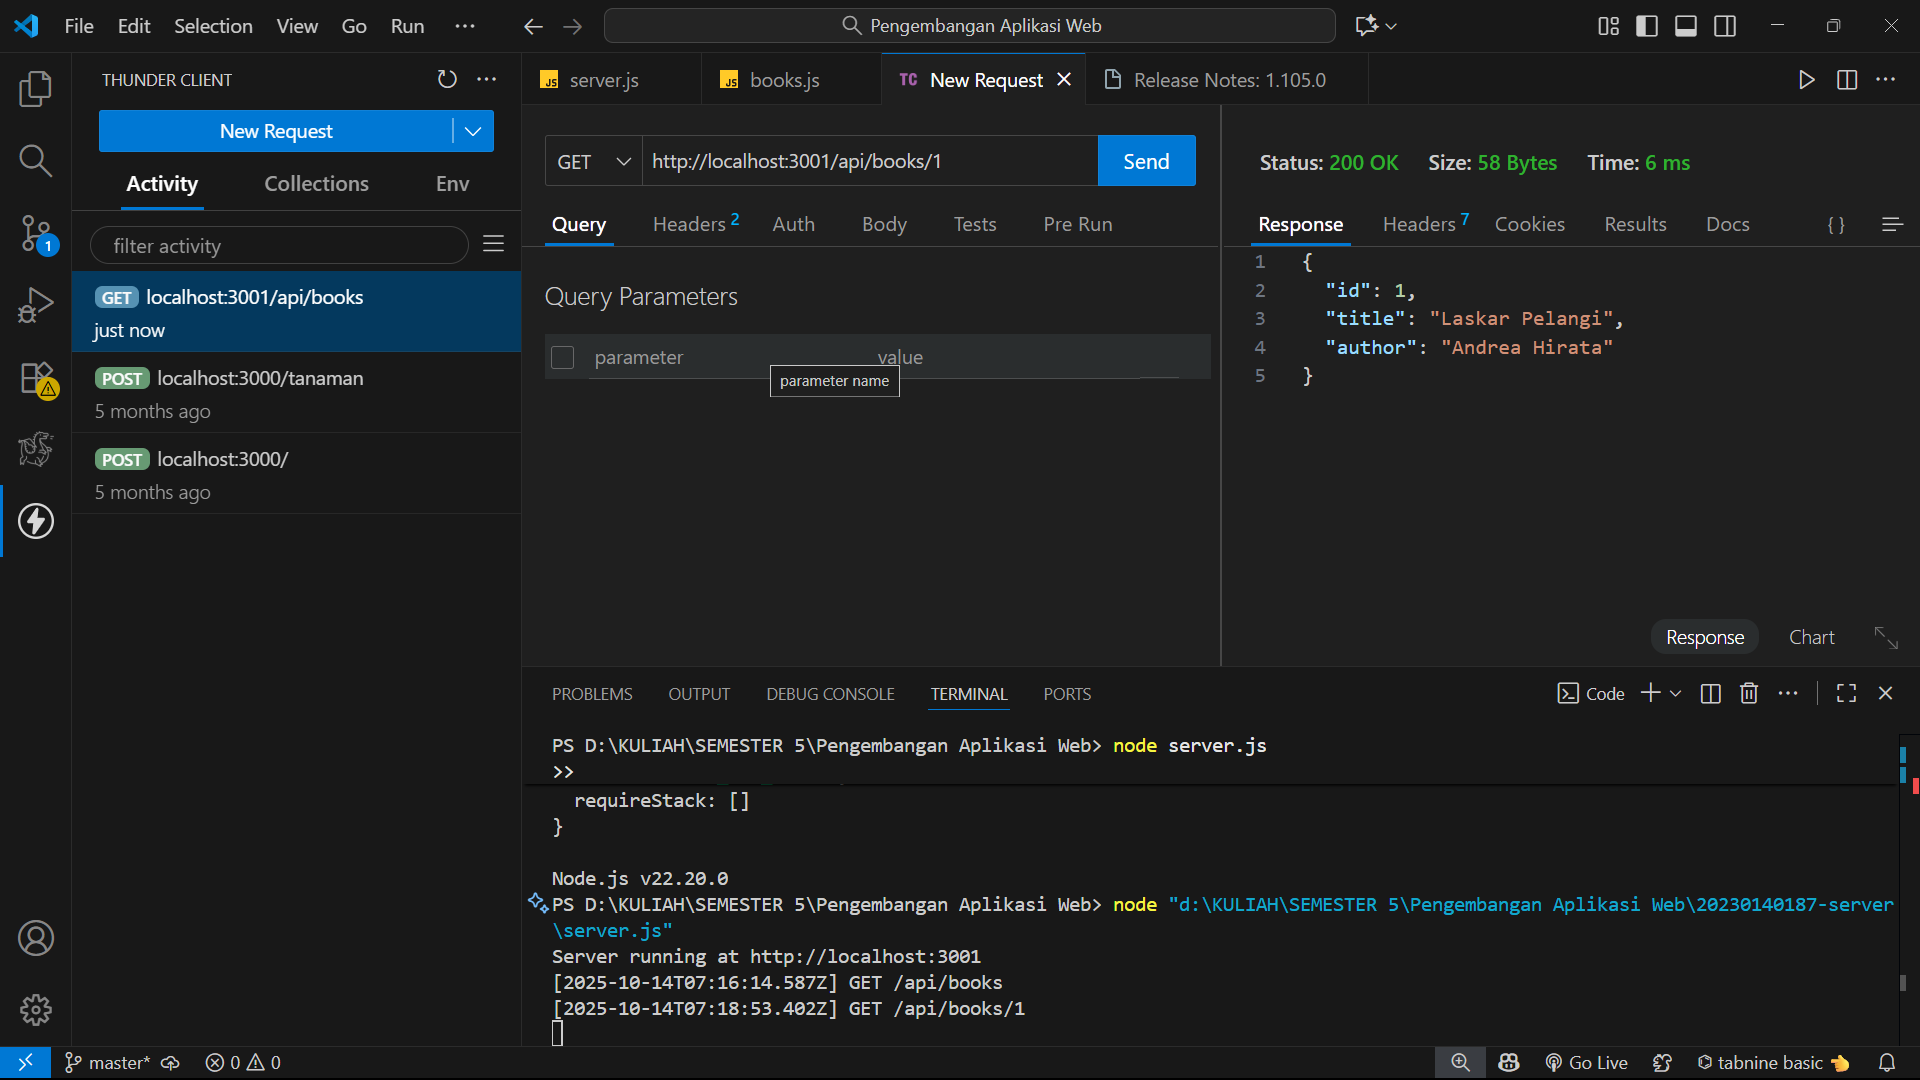 File Edit Selection View Go Run ··· Pengembangan Aplikasi Web
THUNDER CLIENT
New Request
Activity Collections Env
filter activity
GET localhost:3001/api/books
just now
POST localhost:3000/tanaman
5 months ago
POST localhost:3000/
5 months ago
1
JS server.js JS books.js TC New Request Release Notes: 1.105.0
GET http://localhost:3001/api/books/1 Send
Query Headers 2 Auth Body Tests Pre Run
Query Parameters
parameter value
parameter name
Status: 200 OK Size: 58 Bytes Time: 6 ms
Response Headers 7 Cookies Results Docs { }
1 {
2 "id": 1,
3 "title": "Laskar Pelangi",
4 "author": "Andrea Hirata"
5 }
Response Chart
PROBLEMS OUTPUT DEBUG CONSOLE TERMINAL PORTS Code
PS D:\KULIAH\SEMESTER 5\Pengembangan Aplikasi Web> node server.js
>>
requireStack: []
}
Node.js v22.20.0
PS D:\KULIAH\SEMESTER 5\Pengembangan Aplikasi Web> node "d:\KULIAH\SEMESTER 5\Pengembangan Aplikasi Web\20230140187-server
\server.js"
Server running at http://localhost:3001
[2025-10-14T07:16:14.587Z] GET /api/books
[2025-10-14T07:18:53.402Z] GET /api/books/1
master* 0 0 Go Live tabnine basic